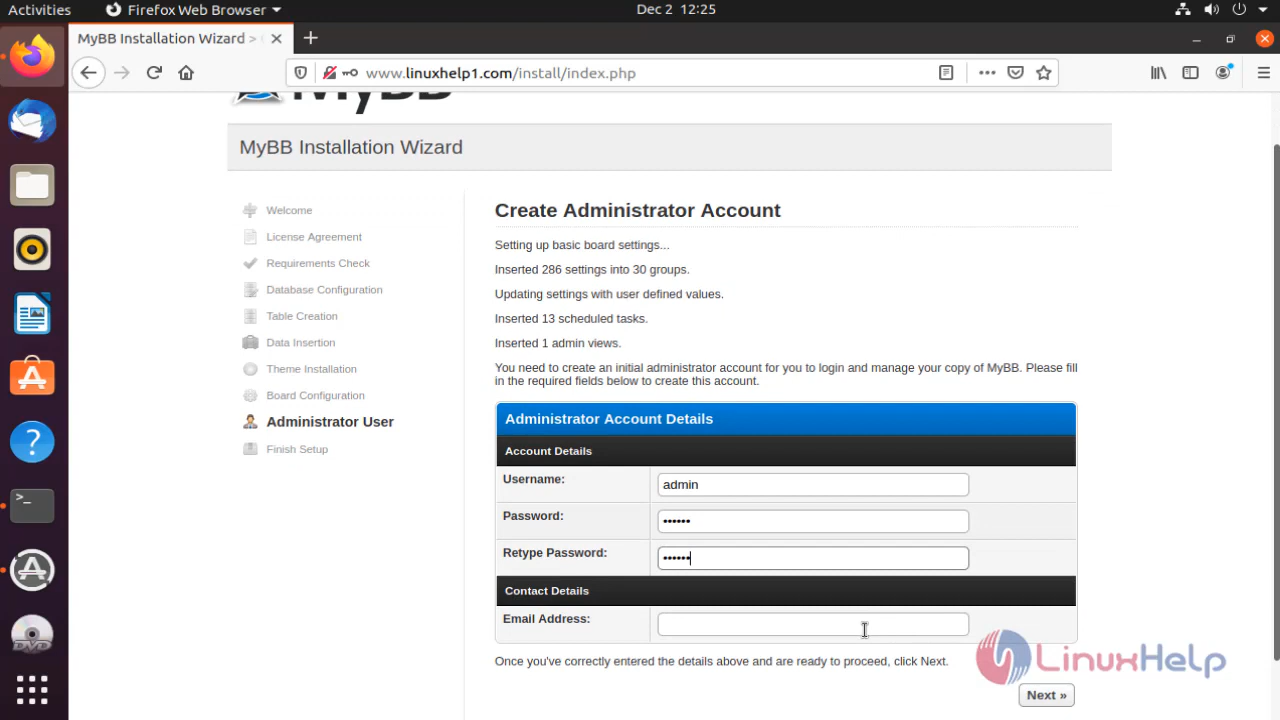 Activities Firefox Web Browser Dec 2 12:25
MyBB Installation Wizard >
www.linuxhelp1.com/install/index.php
MyBB
MyBB Installation Wizard
Welcome
License Agreement
Requirements Check
Database Configuration
Table Creation
Data Insertion
Theme Installation
Board Configuration
Administrator User
Finish Setup
Create Administrator Account
Setting up basic board settings...
Inserted 286 settings into 30 groups.
Updating settings with user defined values.
Inserted 13 scheduled tasks.
Inserted 1 admin views.
You need to create an initial administrator account for you to login and manage your copy of MyBB. Please fill
in the required fields below to create this account.
Administrator Account Details
Account Details
Username: admin
Password: ••••••
Retype Password: ••••••
Contact Details
Email Address:
Once you've correctly entered the details above and are ready to proceed, click Next.
LinuxHelp
Next »
DVD